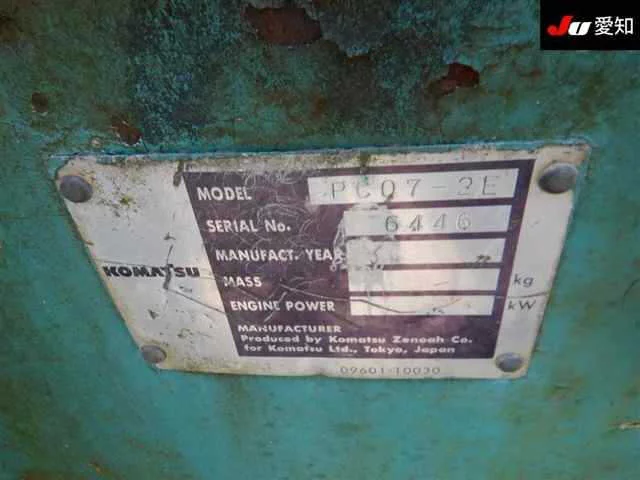 JU 愛知
MODEL PC07-2E
SERIAL No. 6446
MANUFACT. YEAR
KOMATSU
MASS kg
ENGINE POWER kW
MANUFACTURER
Produced by Komatsu Zenoah Co.
for Komatsu Ltd., Tokyo, Japan
09601-10030